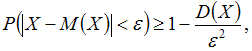 P(|X − M(X)| < ε) ≥ 1 − D(X)/ε²,